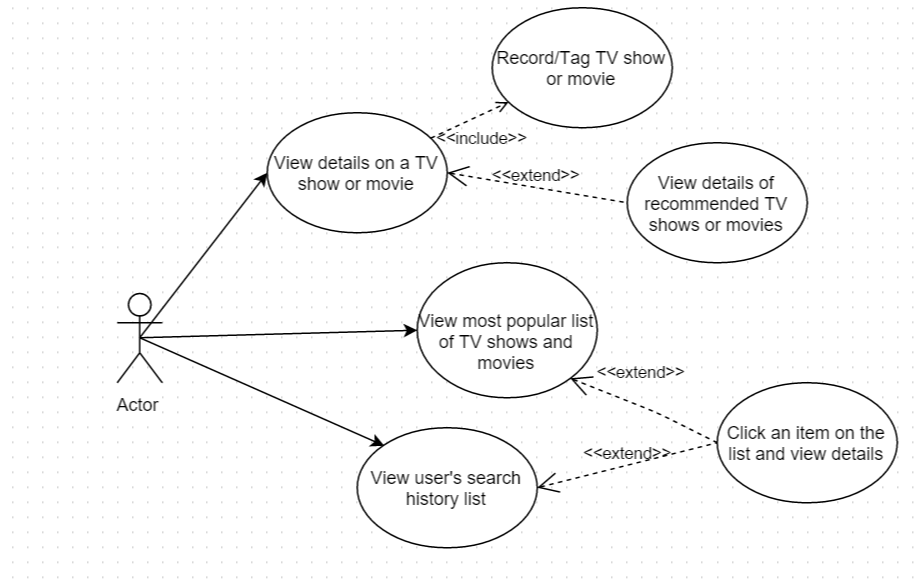 Record/Tag TV show
or movie
<<include>>
View details on a TV
show or movie
<<extend>>
View details of
recommended TV
shows or movies
View most popular list
of TV shows and
movies
<<extend>>
Actor
Click an item on the
list and view details
<<extend>>
View user's search
history list